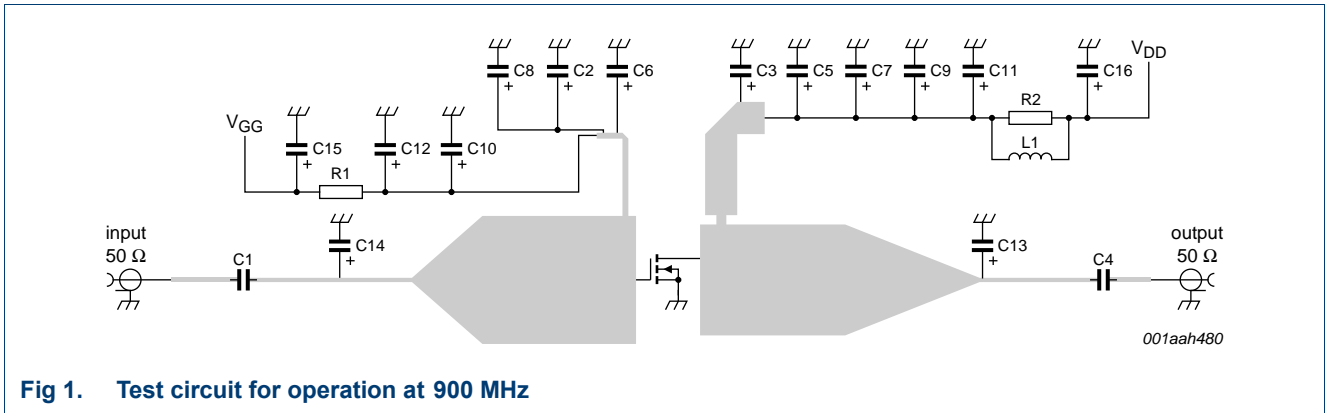 C8 C2 C6 C3 C5 C7 C9 C11 C16 VDD
+ + + + + + + + +
R2
VGG
C15 C12 C10 L1
+ + +
R1
input
50 Ω
C1
C14
+
C13
+
C4
output
50 Ω
001aah480
Fig 1. Test circuit for operation at 900 MHz